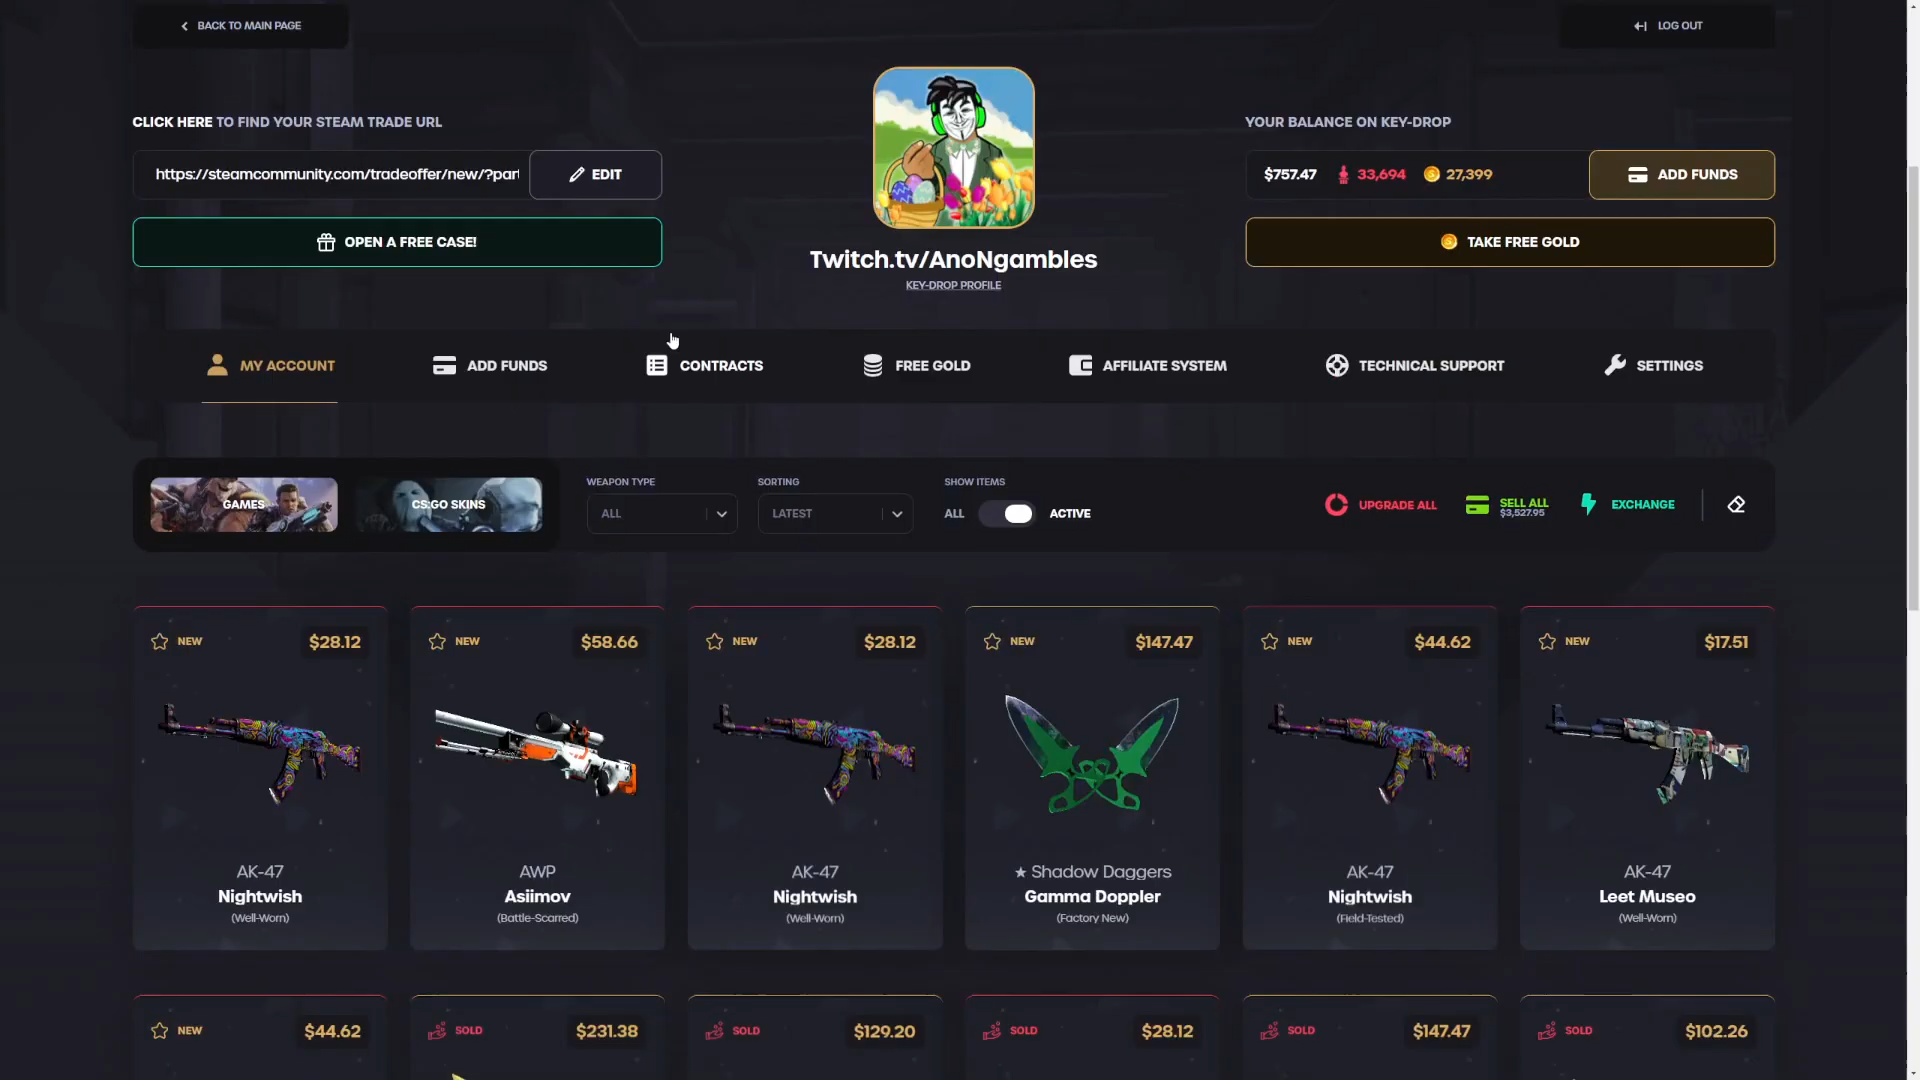 BACK TO MAIN PAGE
LOG OUT
CLICK HERE TO FIND YOUR STEAM TRADE URL
YOUR BALANCE ON KEY-DROP
https://steamcommunity.com/tradeoffer/new/?par
EDIT
$757.47 33,694 27,399
ADD FUNDS
OPEN A FREE CASE!
TAKE FREE GOLD
Twitch.tv/AnoNgambles
KEY-DROP PROFILE
MY ACCOUNT
ADD FUNDS
CONTRACTS
FREE GOLD
AFFILIATE SYSTEM
TECHNICAL SUPPORT
SETTINGS
GAMES
CS:GO SKINS
WEAPON TYPE
ALL
SORTING
LATEST
SHOW ITEMS
ALL
ACTIVE
UPGRADE ALL
SELL ALL
$3,527.95
EXCHANGE
NEW $28.12
AK-47
Nightwish
(Well-Worn)
NEW $58.66
AWP
Asiimov
(Battle-Scarred)
NEW $28.12
AK-47
Nightwish
(Well-Worn)
NEW $147.47
★ Shadow Daggers
Gamma Doppler
(Factory New)
NEW $44.62
AK-47
Nightwish
(Field-Tested)
NEW $17.51
AK-47
Leet Museo
(Well-Worn)
NEW $44.62
SOLD $231.38
SOLD $129.20
SOLD $28.12
SOLD $147.47
SOLD $102.26